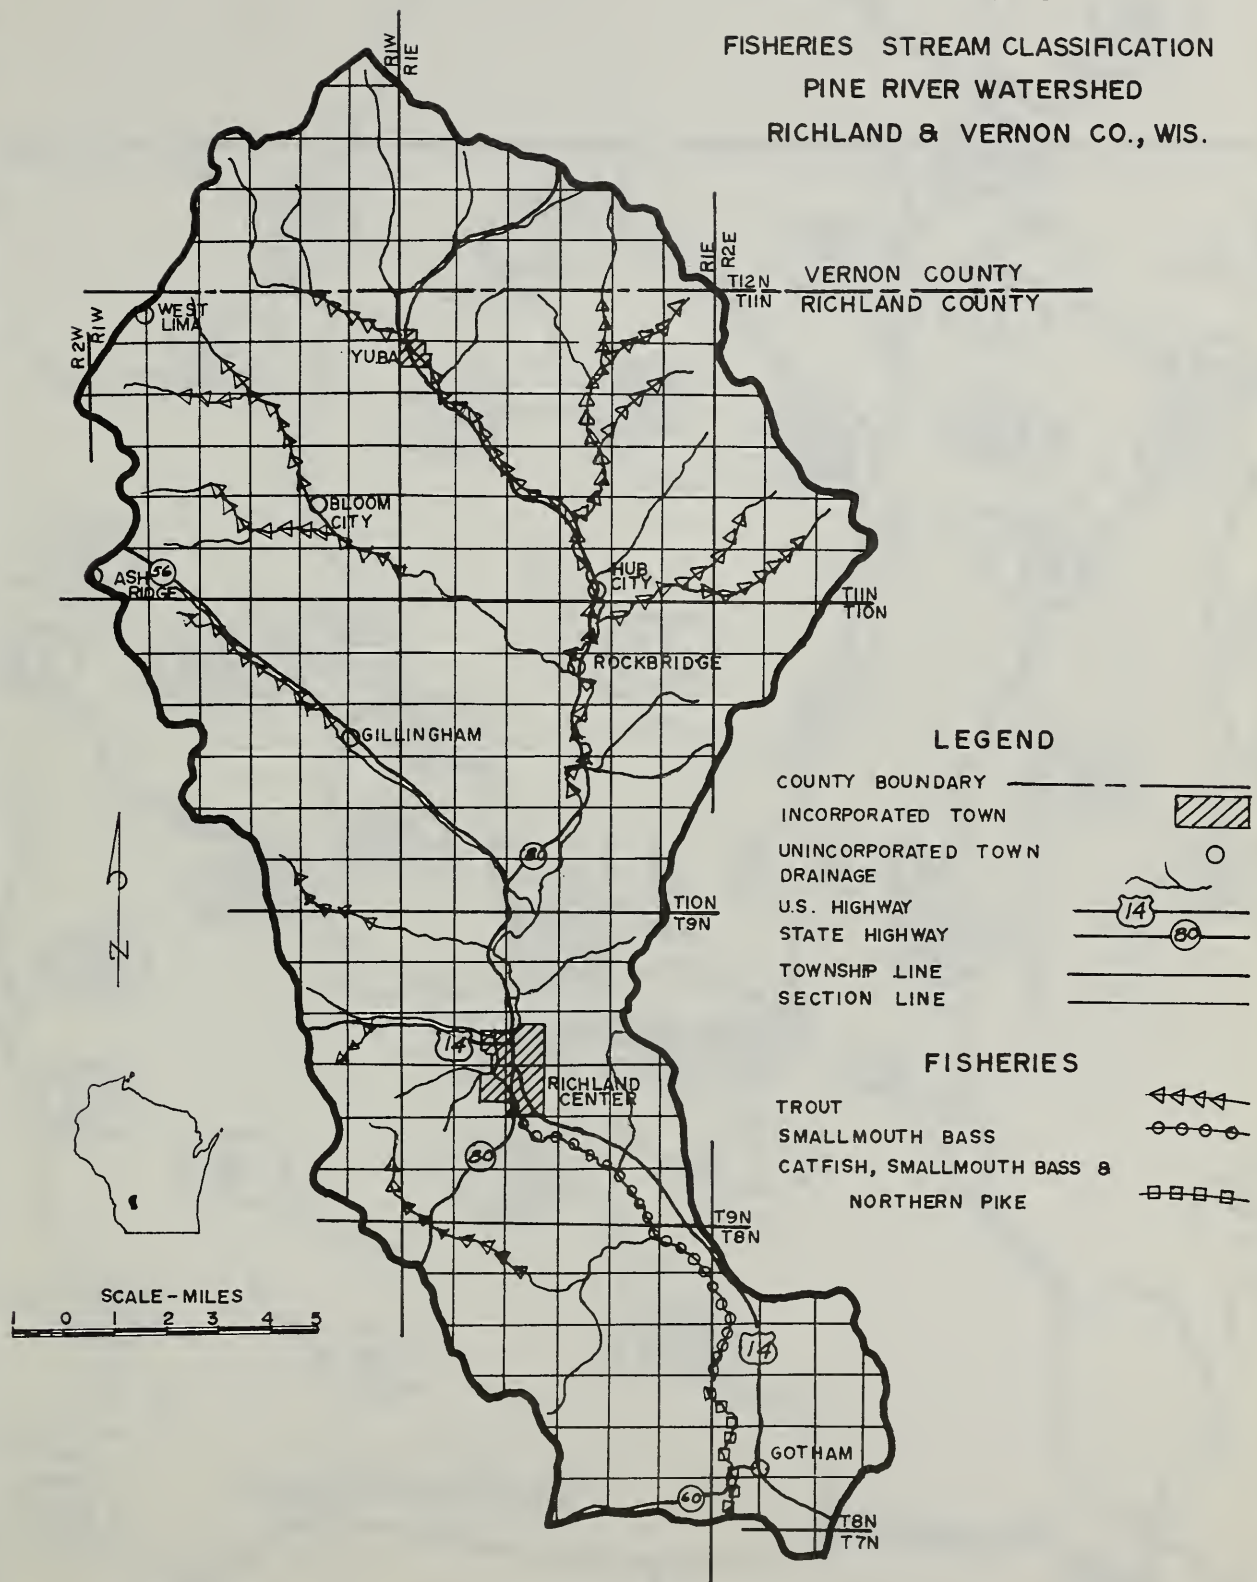 FISHERIES STREAM CLASSIFICATION
PINE RIVER WATERSHED
RICHLAND & VERNON CO., WIS.
R1W
R1E
R1E
R2E
T12N
T11N
VERNON COUNTY
RICHLAND COUNTY
WEST
LIMA
R2W
R1W
YUBA
BLOOM
CITY
56
ASH
RIDGE
HUB
CITY
T11N
T10N
ROCKBRIDGE
GILLINGHAM
80
T10N
T9N
14
RICHLAND
CENTER
80
T9N
T8N
14
GOTHAM
60
T8N
T7N
N
SCALE-MILES
1 0 1 2 3 4 5
LEGEND
COUNTY BOUNDARY
INCORPORATED TOWN
UNINCORPORATED TOWN
DRAINAGE
U.S. HIGHWAY 14
STATE HIGHWAY 80
TOWNSHIP LINE
SECTION LINE
FISHERIES
TROUT
SMALLMOUTH BASS
CATFISH, SMALLMOUTH BASS &
NORTHERN PIKE